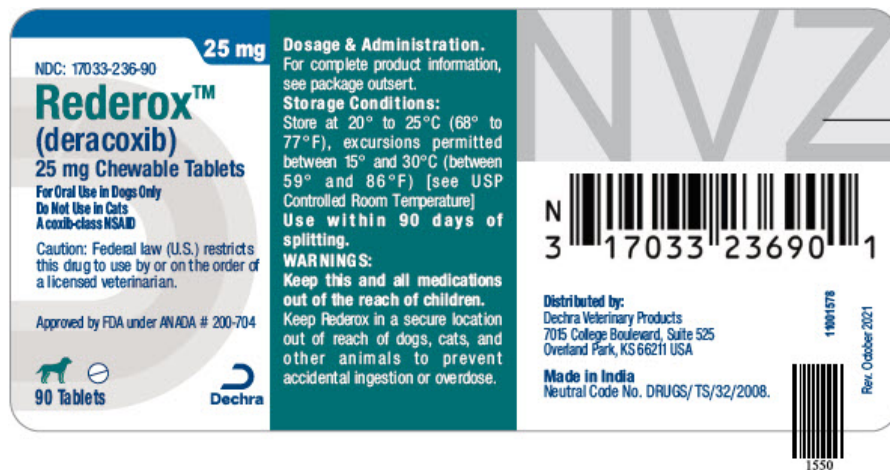 25 mg
NDC: 17033-236-90
Rederox™
(deracoxib)
25 mg Chewable Tablets
For Oral Use in Dogs Only
Do Not Use in Cats
A coxib-class NSAID
Caution: Federal law (U.S.) restricts
this drug to use by or on the order of
a licensed veterinarian.
Approved by FDA under ANADA # 200-704
90 Tablets
Dechra
Dosage & Administration.
For complete product information,
see package outsert.
Storage Conditions:
Store at 20° to 25°C (68° to
77°F), excursions permitted
between 15° and 30°C (between
59° and 86°F) [see USP
Controlled Room Temperature]
Use within 90 days of
splitting.
WARNINGS:
Keep this and all medications
out of the reach of children.
Keep Rederox in a secure location
out of reach of dogs, cats, and
other animals to prevent
accidental ingestion or overdose.
NVZ
N
3 17033 23690 1
Distributed by:
Dechra Veterinary Products
7015 College Boulevard, Suite 525
Overland Park, KS 66211 USA
Made in India
Neutral Code No. DRUGS/TS/32/2008.
11001578
Rev. October 2021
1550